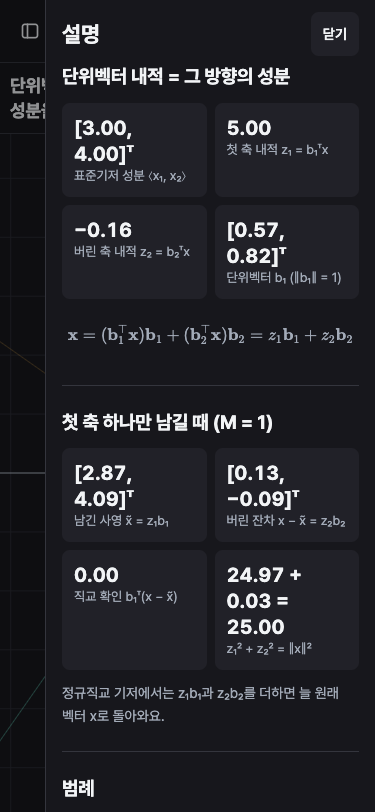 설명
닫기
단위벡터 내적 = 그 방향의 성분
[3.00,
4.00]ᵀ
표준기저 성분 ⟨x₁, x₂⟩
5.00
첫 축 내적 z₁ = b₁ᵀx
−0.16
버린 축 내적 z₂ = b₂ᵀx
[0.57,
0.82]ᵀ
단위벡터 b₁ (‖b₁‖ = 1)
x = (b₁ᵀx)b₁ + (b₂ᵀx)b₂ = z₁b₁ + z₂b₂
첫 축 하나만 남길 때 (M = 1)
[2.87,
4.09]ᵀ
남긴 사영 x̃ = z₁b₁
[0.13,
−0.09]ᵀ
버린 잔차 x − x̃ = z₂b₂
0.00
직교 확인 b₁ᵀ(x − x̃)
24.97 +
0.03 =
25.00
z₁² + z₂² = ‖x‖²
정규직교 기저에서는 z₁b₁과 z₂b₂를 더하면 늘 원래
벡터 x로 돌아와요.
범례